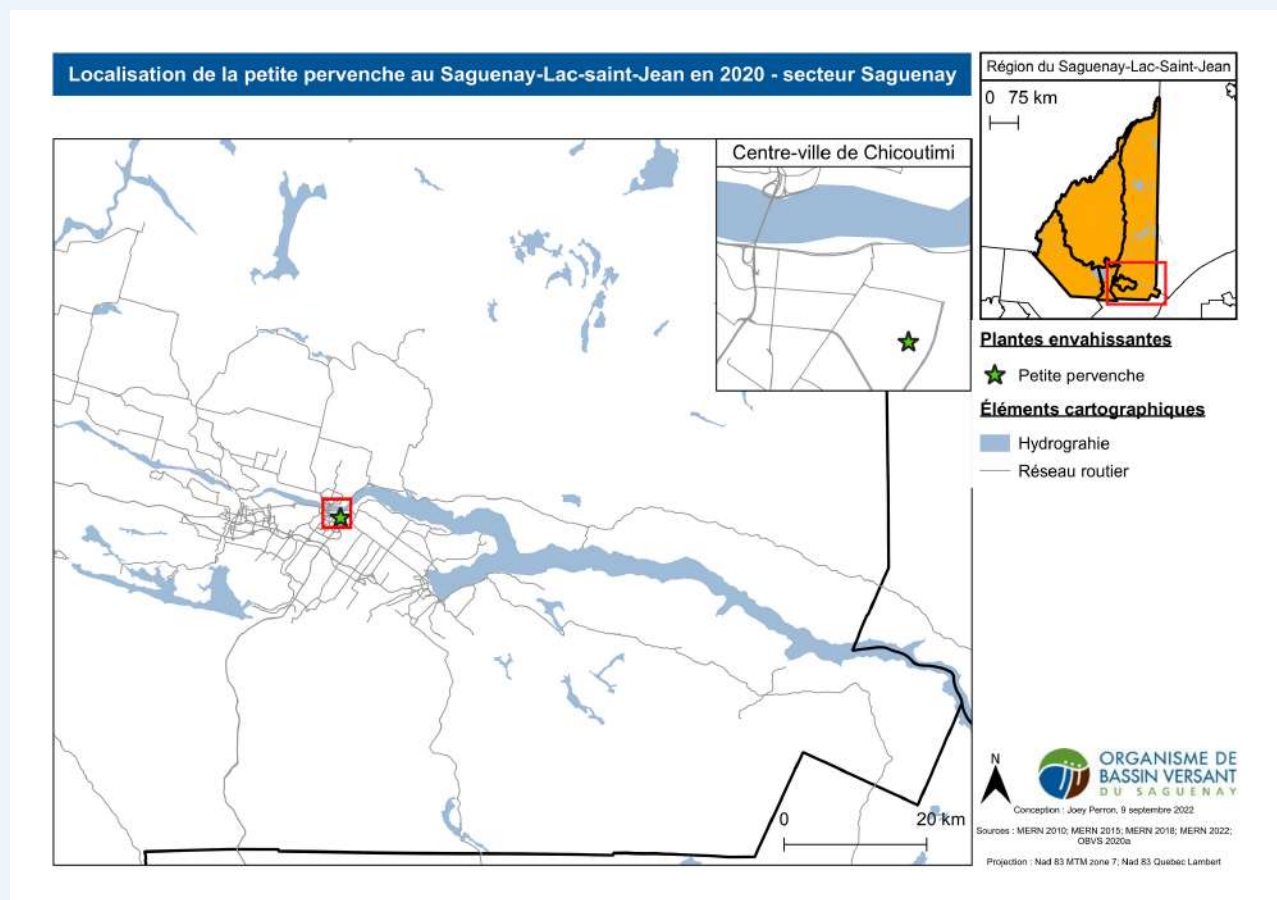 Localisation de la petite pervenche au Saguenay-Lac-saint-Jean en 2020 - secteur Saguenay
Région du Saguenay-Lac-Saint-Jean
0 75 km
Centre-ville de Chicoutimi
Plantes envahissantes
Petite pervenche
Éléments cartographiques
Hydrograhie
Réseau routier
0 20 km
N
ORGANISME DE
BASSIN VERSANT
DU SAGUENAY
Conception : Joey Perron, 9 septembre 2022
Sources : MERN 2010; MERN 2015; MERN 2018; MERN 2022;
OBVS 2020a
Projection : Nad 83 MTM zone 7; Nad 83 Quebec Lambert